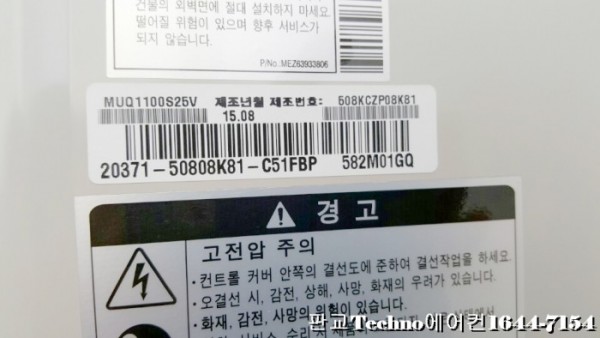 건물의 외벽면에 절대 설치하지 마세요.
떨어질 위험이 있으며 향후 서비스가
되지 않습니다.
P/No.:MEZ63933806
MUQ1100S25V 제조년월 제조번호: 508KCZP08K81
15.08
20371-50808K81-C51FBP 582M01GQ
경 고
고전압 주의
• 컨트롤 커버 안쪽의 결선도에 준하여 결선작업을 하세요.
• 오결선 시, 감전, 상해, 사망, 화재의 우려가 있습니다.
• 화재, 감전, 사망의 위험이 있습니다.
판교Techno에어컨1644-7154